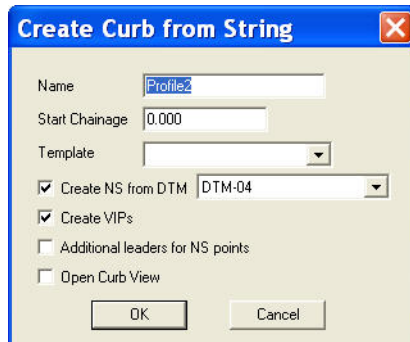 Create Curb from String
Name Profile2
Start Chainage 0.000
Template
Create NS from DTM DTM-04
Create VIPs
Additional leaders for NS points
Open Curb View
OK Cancel